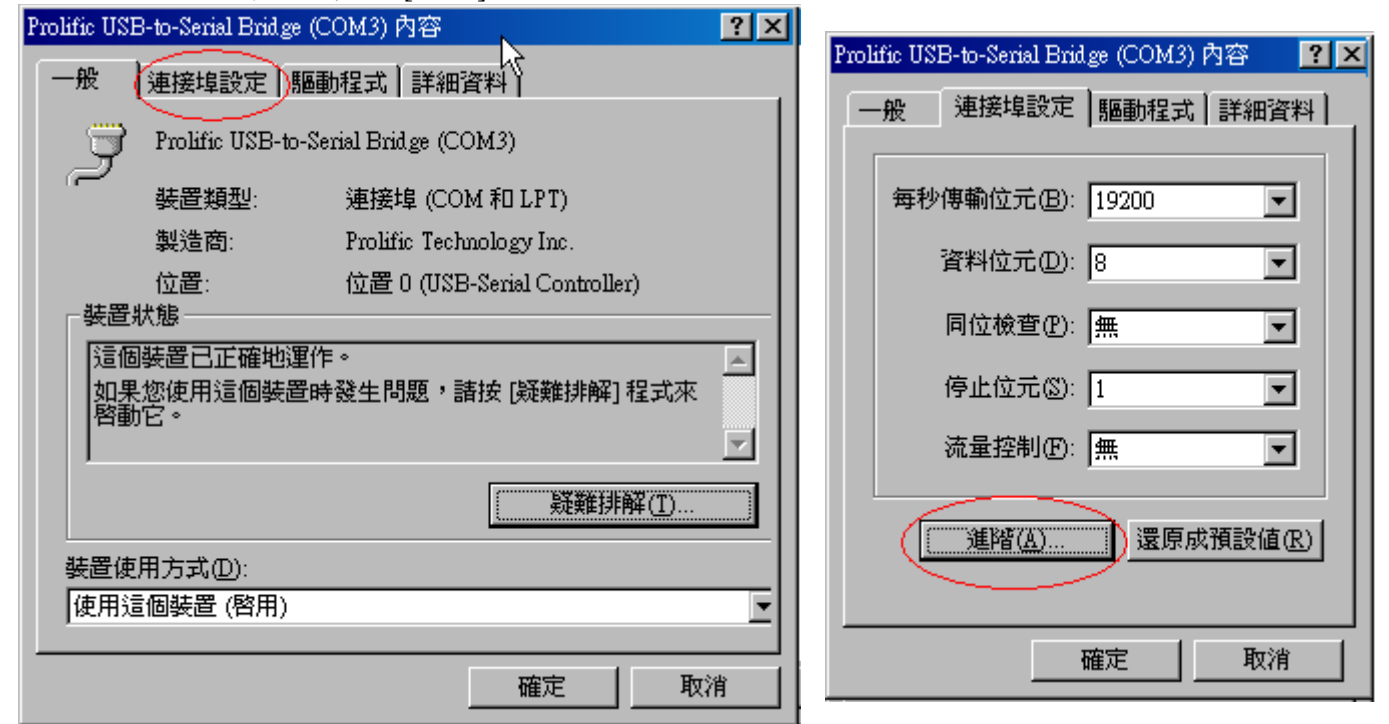 Prolific USB-to-Serial Bridge (COM3) 內容
一般 連接埠設定 驅動程式 詳細資料
Prolific USB-to-Serial Bridge (COM3)
裝置類型: 連接埠 (COM 和 LPT)
製造商: Prolific Technology Inc.
位置: 位置 0 (USB-Serial Controller)
裝置狀態
這個裝置已正確地運作。
如果您使用這個裝置時發生問題，請按 [疑難排解] 程式來
啓動它。
疑難排解(T)...
裝置使用方式(D):
使用這個裝置 (啓用)
確定 取消
Prolific USB-to-Serial Bridge (COM3) 內容
一般 連接埠設定 驅動程式 詳細資料
每秒傳輸位元(B): 19200
資料位元(D): 8
同位檢查(P): 無
停止位元(S): 1
流量控制(F): 無
進階(A)... 還原成預設值(R)
確定 取消